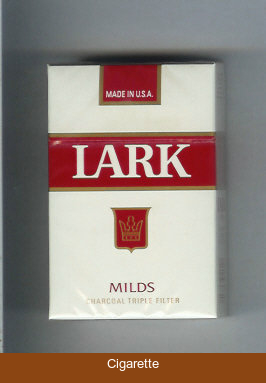 MADE IN U.S.A.
LARK
MILDS
CHARCOAL TRIPLE FILTER
Cigarette